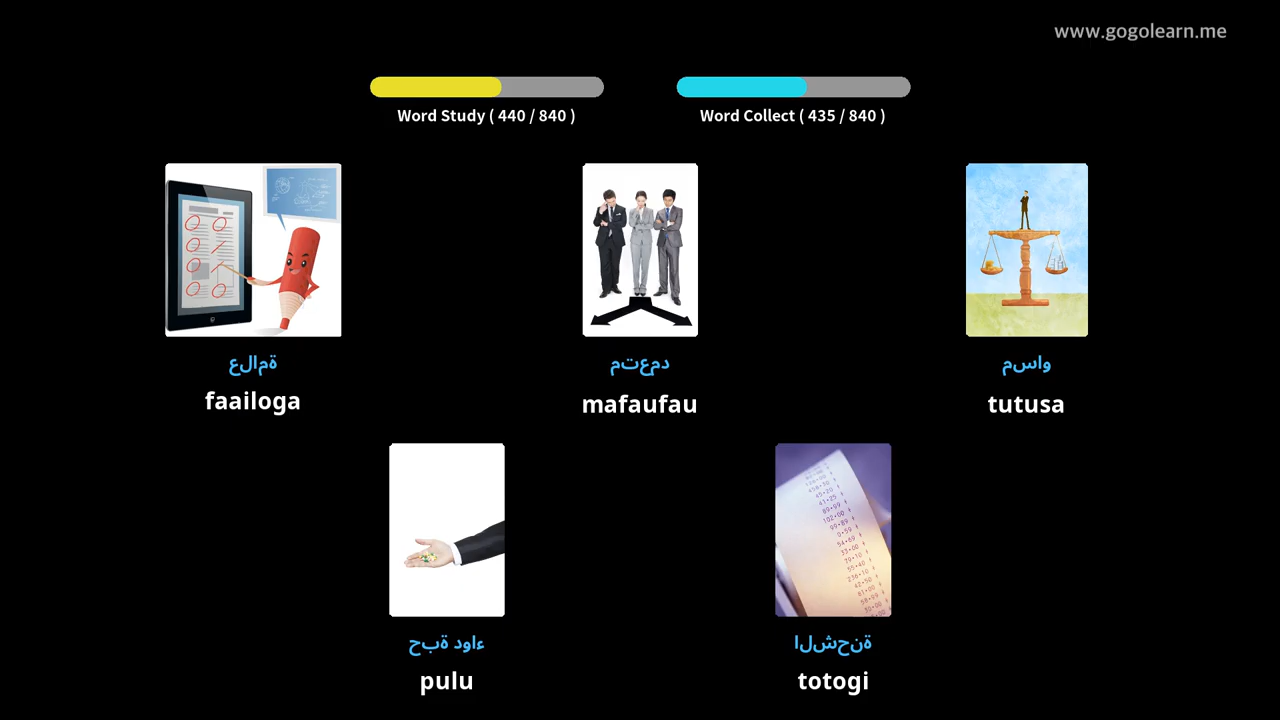 www.gogolearn.me
Word Study ( 440 / 840 )
Word Collect ( 435 / 840 )
علامة
متعمد
مساو
faailoga
mafaufau
tutusa
حبة دواء
الشحنة
pulu
totogi